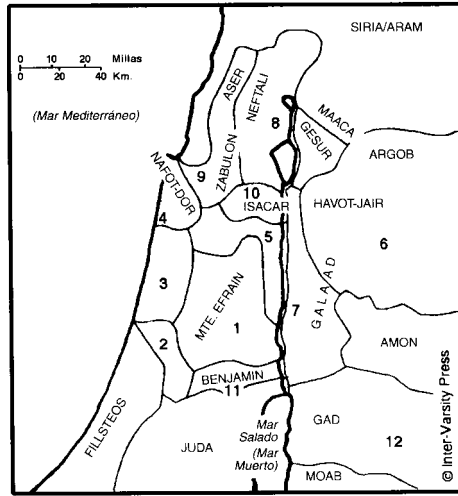 SIRIA/ARAM
0 10 20 Millas
0 20 40 Km.
(Mar Mediterráneo)
ASER
NEFTALI
MAACA
GESUR
ARGOB
8
NAFOT-DOR
9
ZABULON
10
ISACAR
HAVOT-JAIR
4
5
6
3
MTE. EFRAIN
7
GALAAD
1
2
AMON
BENJAMIN
11
FILLSTEOS
JUDA
Mar
Salado
(Mar
Muerto)
GAD
12
MOAB
© Inter-Varsity Press